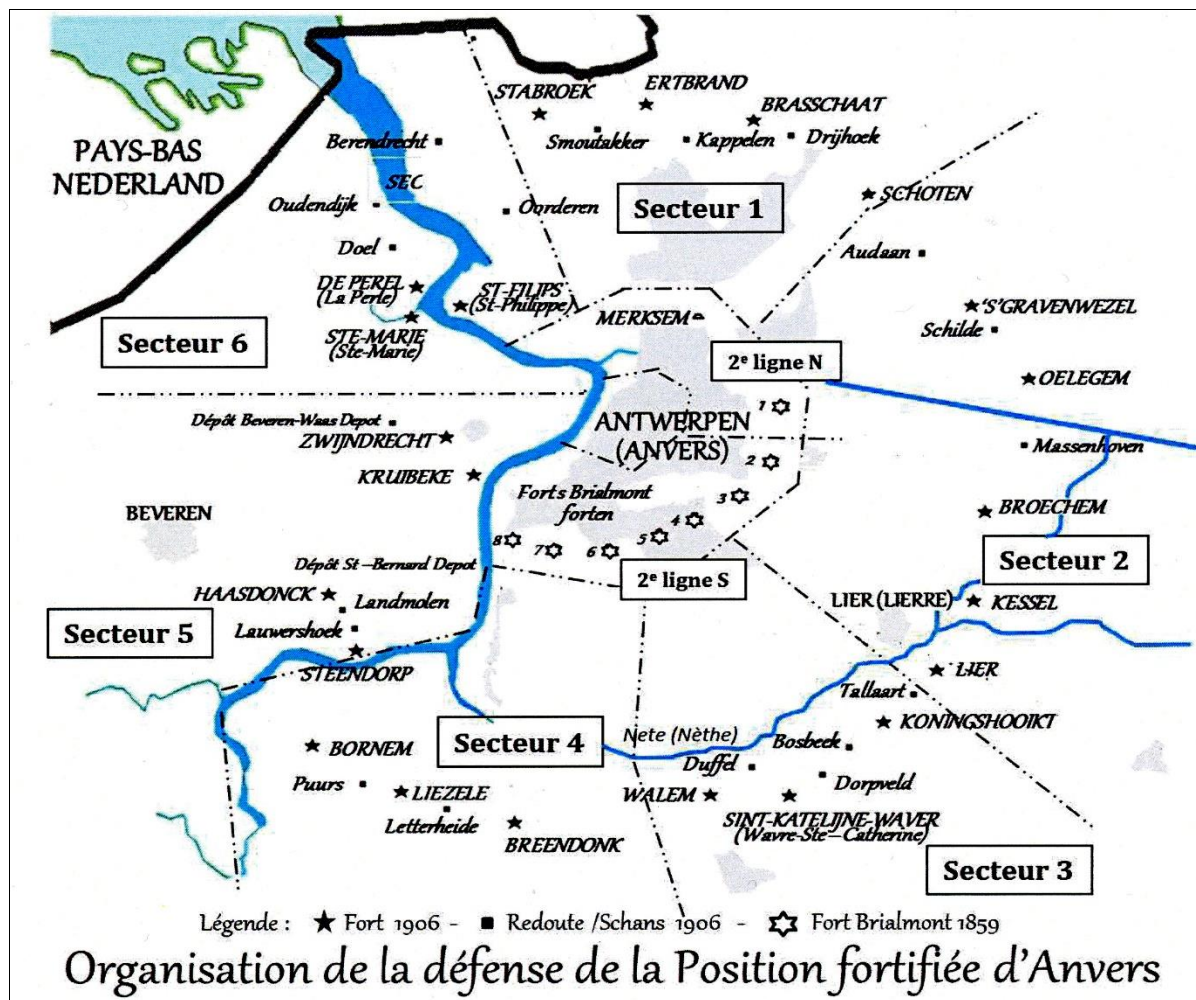 STABROEK
ERTBRAND
BRASSCHAAT
PAYS-BAS
NEDERLAND
Berendrecht
Smoutakker
Kappelen
Drijhoek
SEC
Oudendijk
Oorderen
Secteur 1
SCHOTEN
Doel
Audaan
DE PEREL
(La Perle)
ST-FILIPS
(St-Philippe)
STE-MARIE
(Ste-Marie)
MERKSEM
'S'GRAVENWEZEL
Schilde
Secteur 6
2e ligne N
OELEGEM
Dépôt Beveren-Waas Depot
ZWIJNDRECHT
ANTWERPEN
(ANVERS)
1
2
Massenhoven
KRUIBEKE
Forts Brialmont
forten
3
BEVEREN
8
7
6
5
4
BROECHEM
Dépôt St-Bernard Depot
2e ligne S
Secteur 2
HAASDONCK
Landmolen
LIER (LIERRE)
KESSEL
Secteur 5
Lauwershoek
STEENDORP
LIER
Tallaart
KONINGSHOOIKT
BORNEM
Secteur 4
Nete (Nèthe)
Bosbeek
Puurs
Duffel
Dorpveld
LIEZELE
Letterheide
WALEM
SINT-KATELIJNE-WAVER
(Wavre-Ste-Catherine)
BREENDONK
Secteur 3
Légende : Fort 1906 - Redoute /Schans 1906 - Fort Brialmont 1859
Organisation de la défense de la Position fortifiée d'Anvers